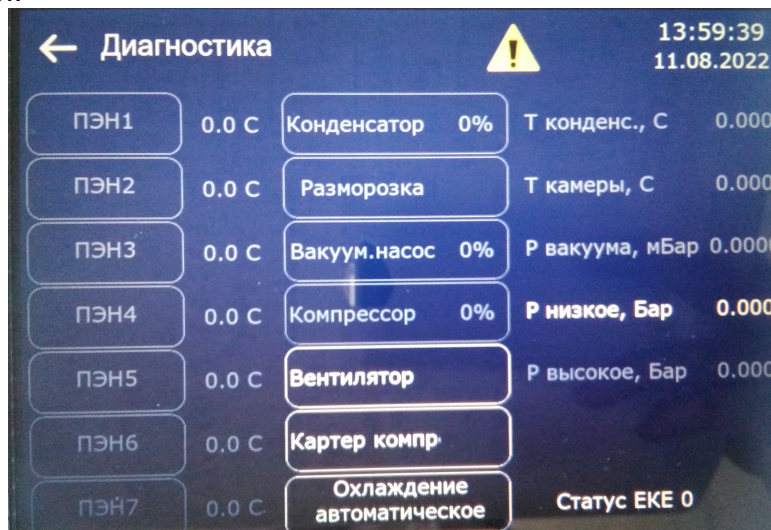 ← Диагностика
13:59:39
11.08.2022
ПЭН1 0.0 С Конденсатор 0% Т конденс., С 0.000
ПЭН2 0.0 С Разморозка Т камеры, С 0.000
ПЭН3 0.0 С Вакуум.насос 0% Р вакуума, мБар 0.000
ПЭН4 0.0 С Компрессор 0% Р низкое, Бар 0.000
ПЭН5 0.0 С Вентилятор Р высокое, Бар 0.000
ПЭН6 0.0 С Картер компр
ПЭН7 0.0 С Охлаждение
автоматическое Статус EKE 0